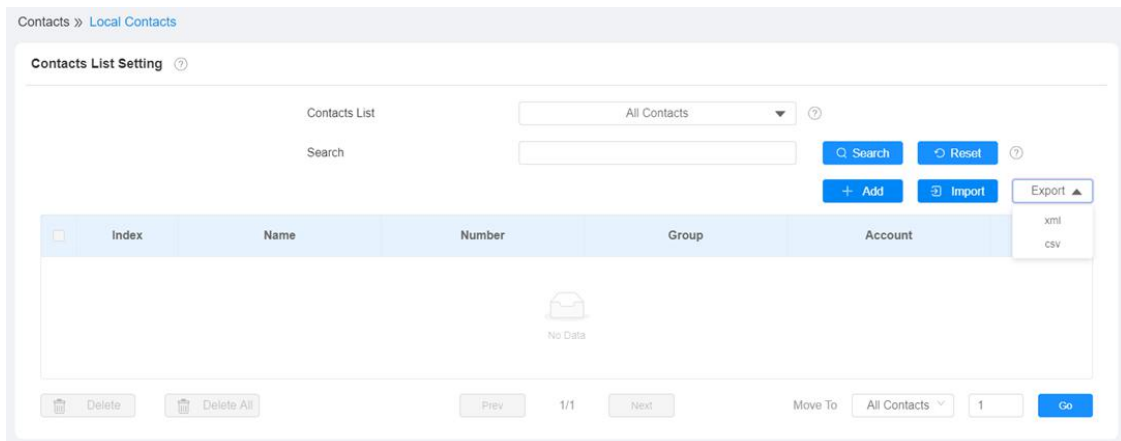 Contacts » Local Contacts
Contacts List Setting ?
Contacts List All Contacts ?
Search Search Reset ?
+ Add Import Export
xml
csv
Index Name Number Group Account
No Data
Delete Delete All Prev 1/1 Next Move To All Contacts 1 Go